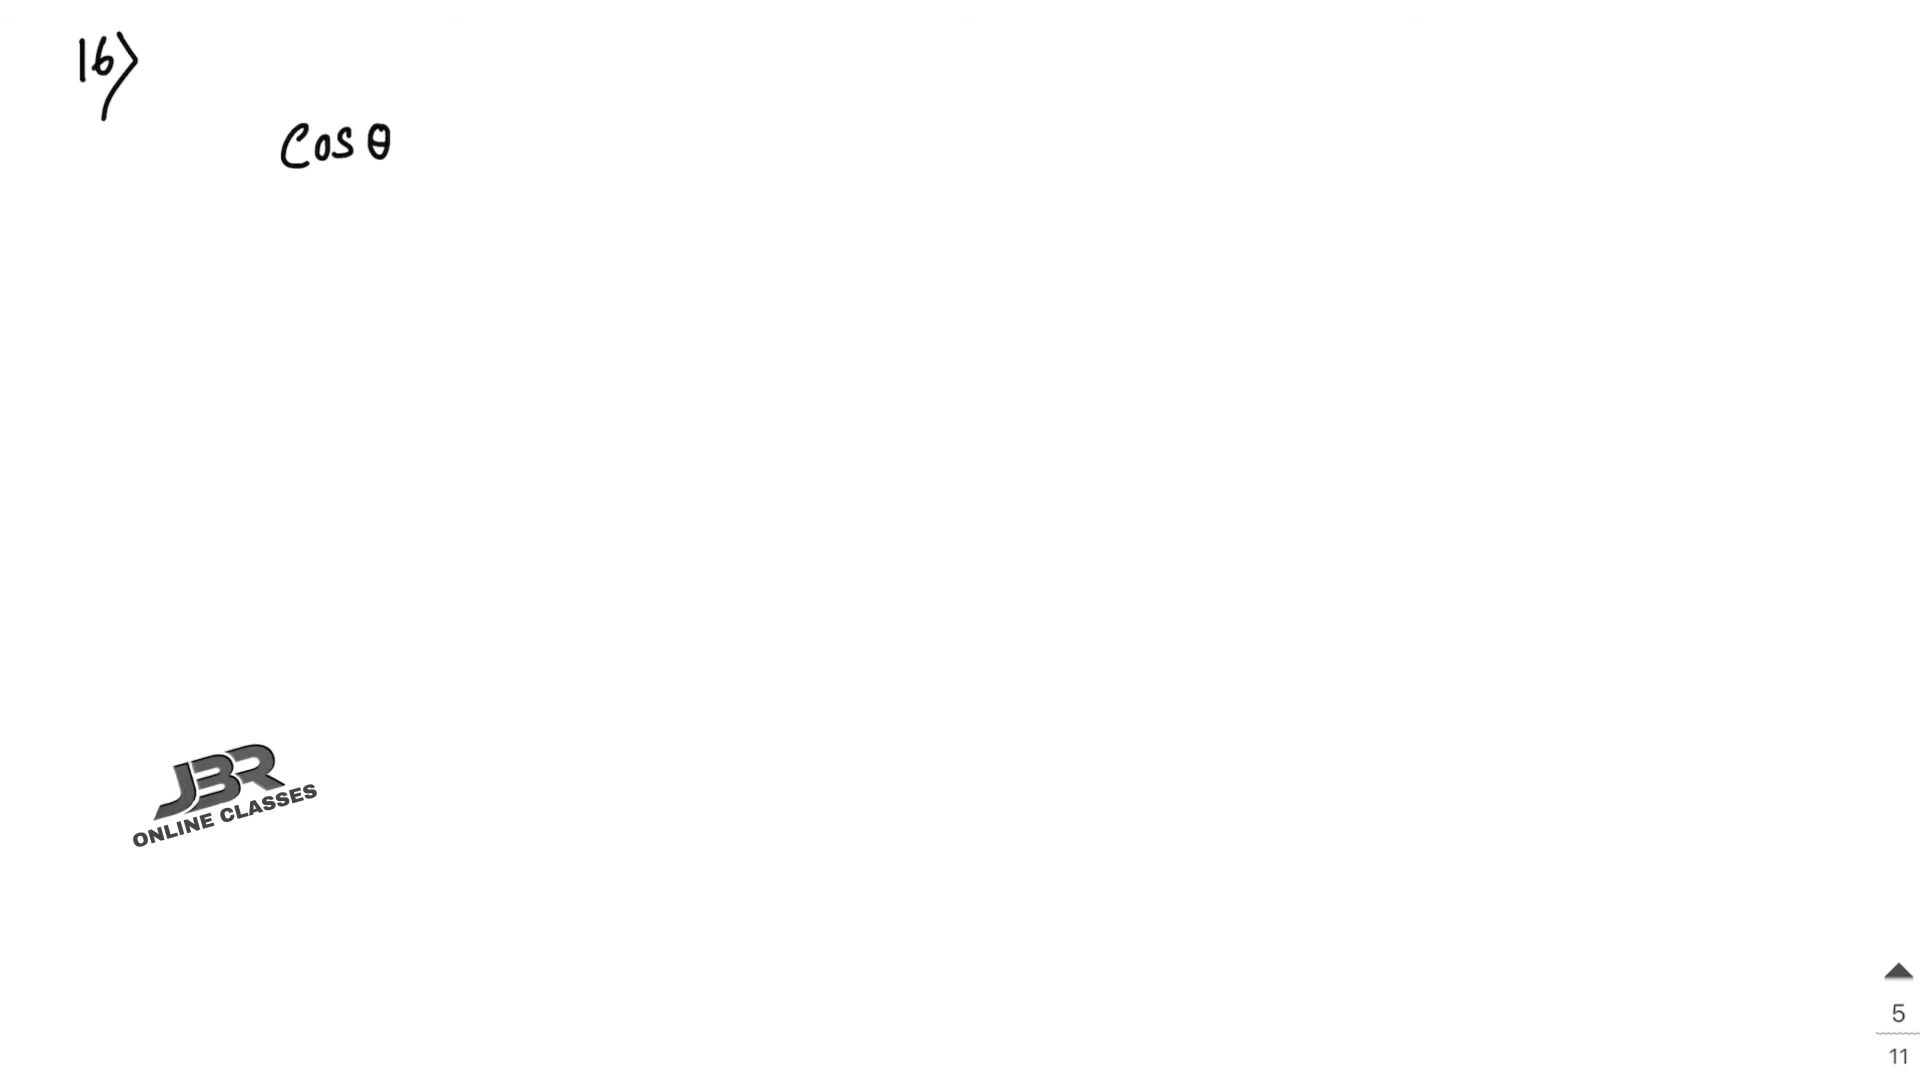 16)
Cos θ
JBR
ONLINE CLASSES
5
11